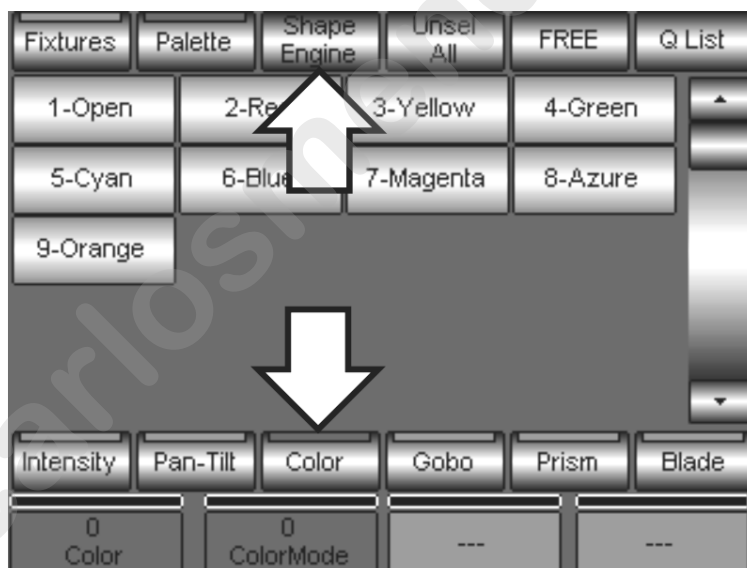 Fixtures Palette Shape Engine Unsel All FREE Q List
1-Open 3-Yellow 4-Green
5-Cyan 7-Magenta 8-Azure
9-Orange
Intensity Pan-Tilt Color Gobo Prism Blade
0 Color 0 ColorMode --- ---